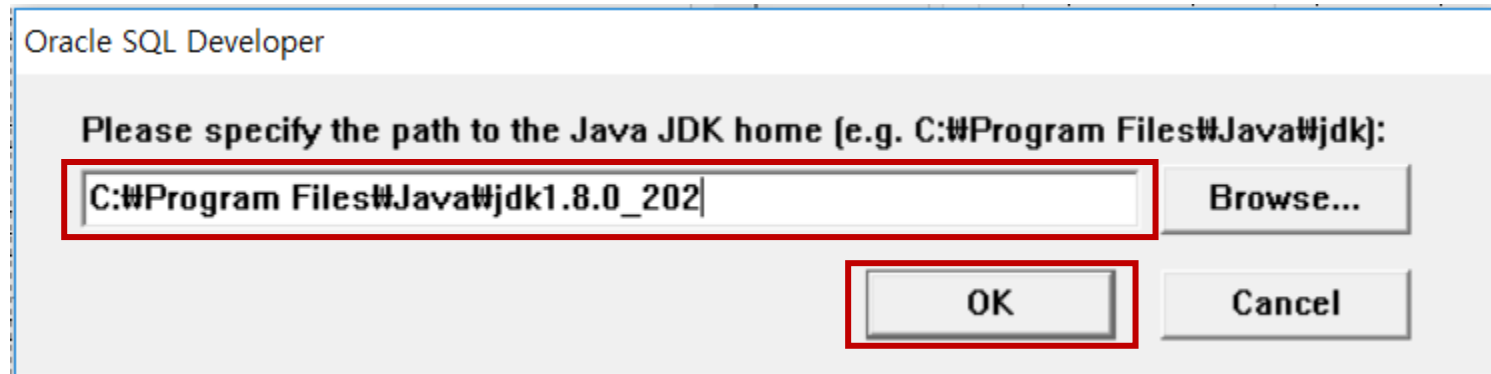 Oracle SQL Developer
Please specify the path to the Java JDK home (e.g. C:₩Program Files₩Java₩jdk):
C:₩Program Files₩Java₩jdk1.8.0_202
Browse...
OK
Cancel